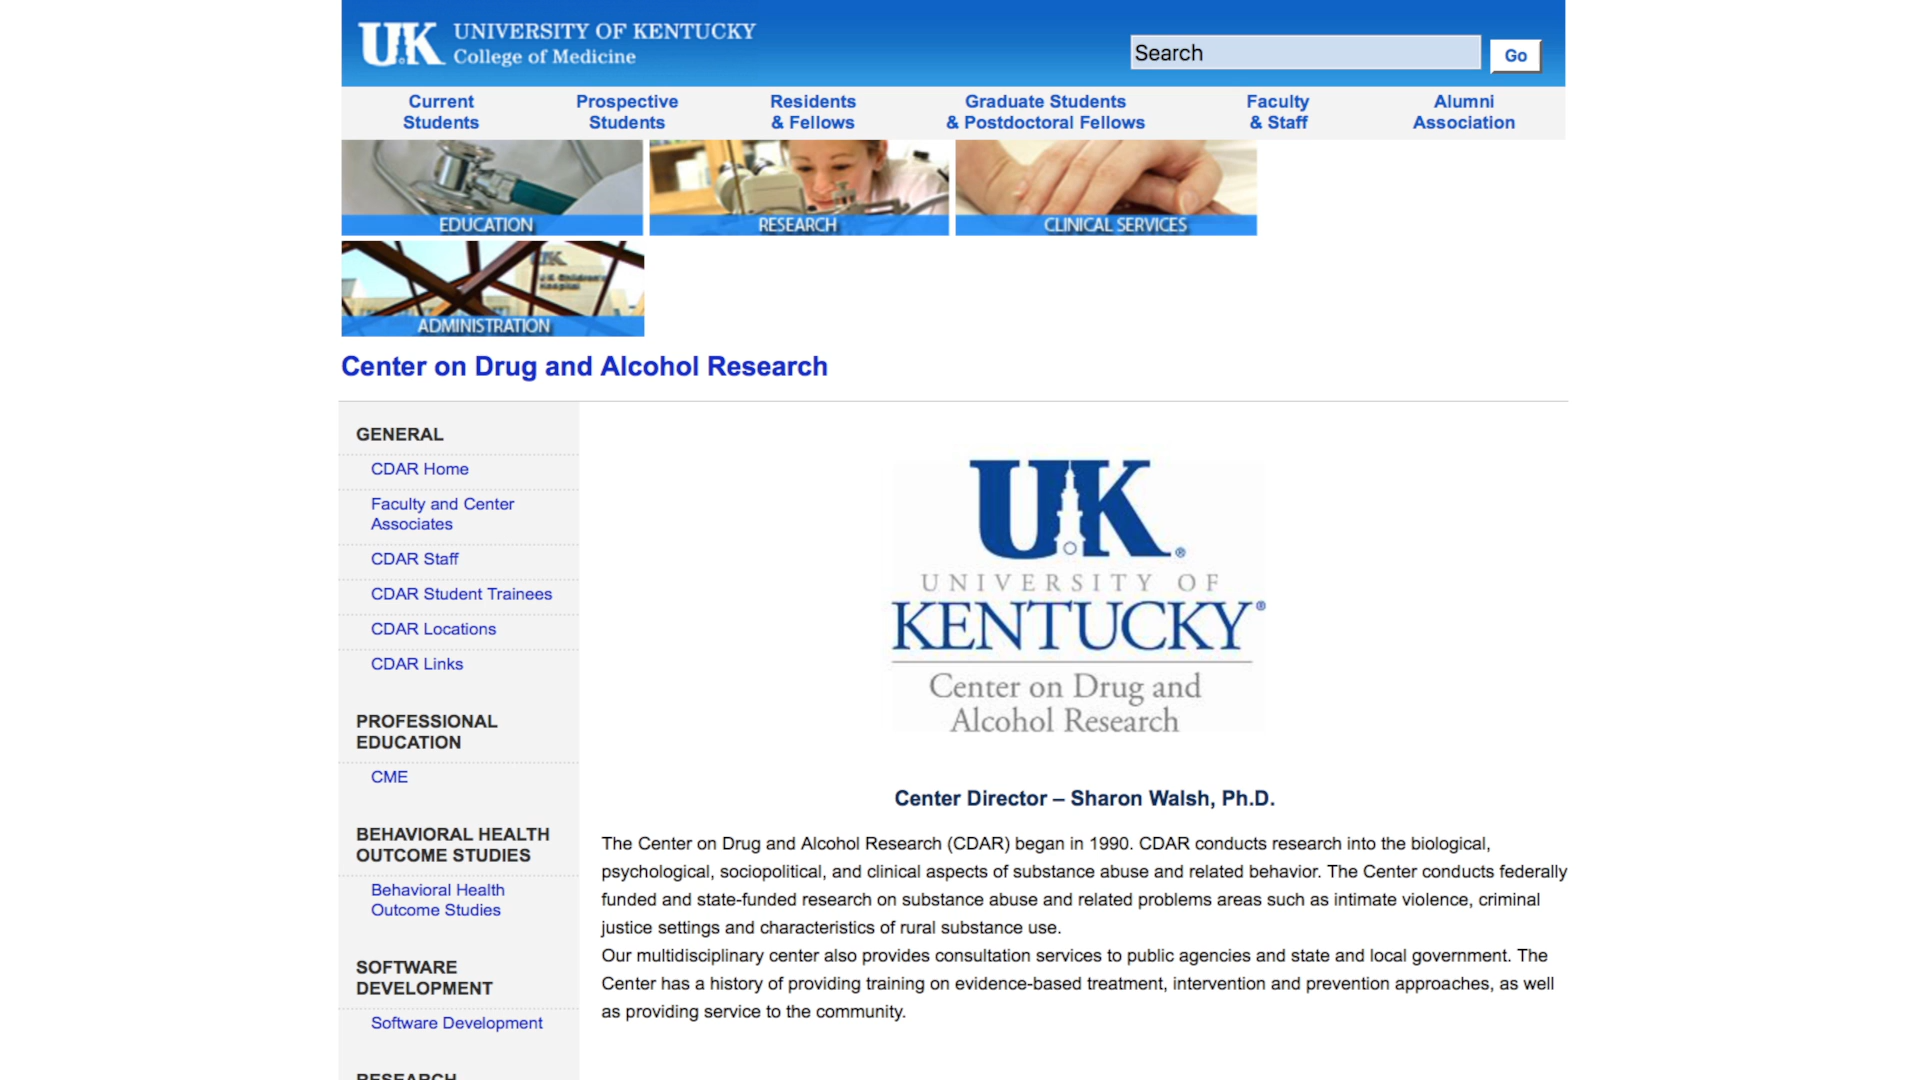 UK UNIVERSITY OF KENTUCKY
College of Medicine
Search
Go
Current
Students
Prospective
Students
Residents
& Fellows
Graduate Students
& Postdoctoral Fellows
Faculty
& Staff
Alumni
Association
EDUCATION
RESEARCH
CLINICAL SERVICES
UK
UK Children's
Hospital
ADMINISTRATION
Center on Drug and Alcohol Research
GENERAL
CDAR Home
Faculty and Center
Associates
CDAR Staff
CDAR Student Trainees
CDAR Locations
CDAR Links
PROFESSIONAL
EDUCATION
CME
BEHAVIORAL HEALTH
OUTCOME STUDIES
Behavioral Health
Outcome Studies
SOFTWARE
DEVELOPMENT
Software Development
RESEARCH
UK®
UNIVERSITY OF
KENTUCKY®
Center on Drug and
Alcohol Research
Center Director – Sharon Walsh, Ph.D.
The Center on Drug and Alcohol Research (CDAR) began in 1990. CDAR conducts research into the biological,
psychological, sociopolitical, and clinical aspects of substance abuse and related behavior. The Center conducts federally
funded and state-funded research on substance abuse and related problems areas such as intimate violence, criminal
justice settings and characteristics of rural substance use.
Our multidisciplinary center also provides consultation services to public agencies and state and local government. The
Center has a history of providing training on evidence-based treatment, intervention and prevention approaches, as well
as providing service to the community.